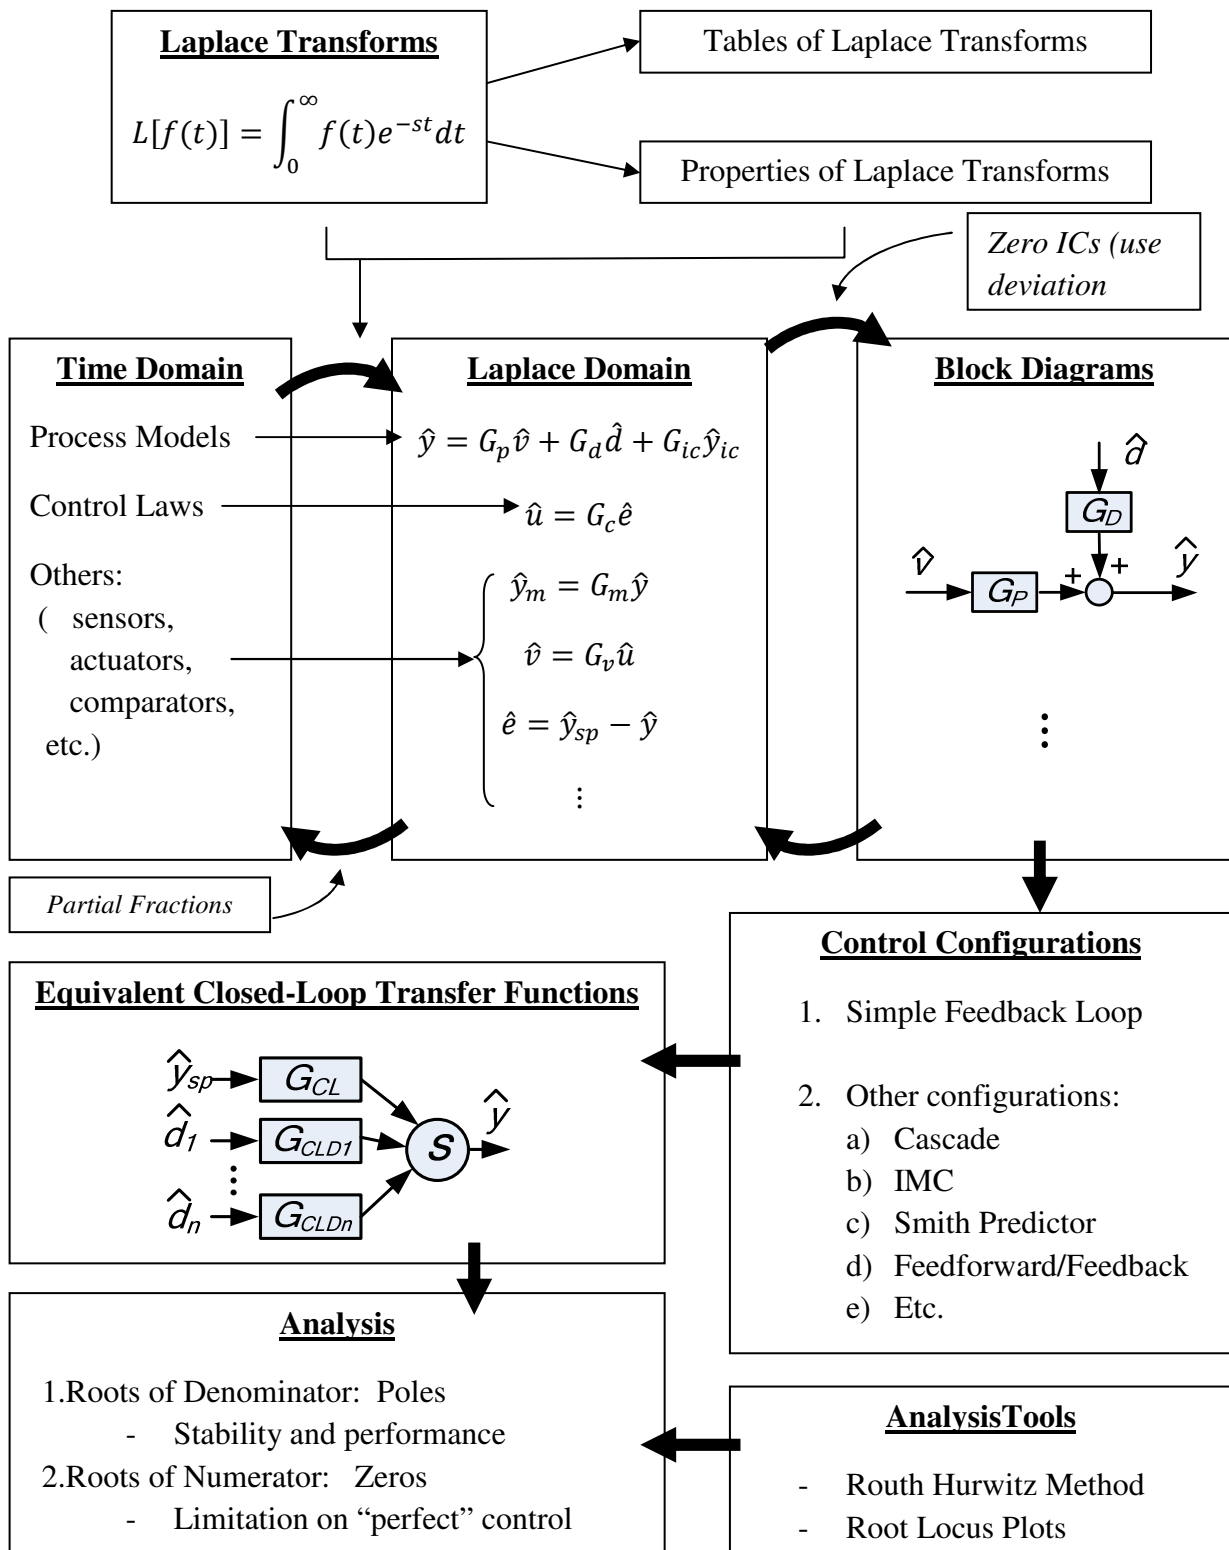 Laplace Transforms
L[f(t)] = ∫₀^∞ f(t)e^{−st}dt
Tables of Laplace Transforms
Properties of Laplace Transforms
Zero ICs (use
deviation
Time Domain
Process Models
Control Laws
Others:
( sensors,
actuators,
comparators,
etc.)
Laplace Domain
ŷ = G_p v̂ + G_d d̂ + G_ic ŷ_ic
û = G_c ê
ŷ_m = G_m ŷ
v̂ = G_v û
ê = ŷ_sp − ŷ
⋮
Block Diagrams
d̂
G_D
v̂
G_P
+
+
ŷ
⋮
Partial Fractions
Control Configurations
1. Simple Feedback Loop
2. Other configurations:
a) Cascade
b) IMC
c) Smith Predictor
d) Feedforward/Feedback
e) Etc.
Equivalent Closed-Loop Transfer Functions
ŷ_sp
G_CL
d̂_1
G_CLD1
⋮
d̂_n
G_CLDn
S
ŷ
Analysis
1.Roots of Denominator: Poles
- Stability and performance
2.Roots of Numerator: Zeros
- Limitation on “perfect” control
AnalysisTools
- Routh Hurwitz Method
- Root Locus Plots